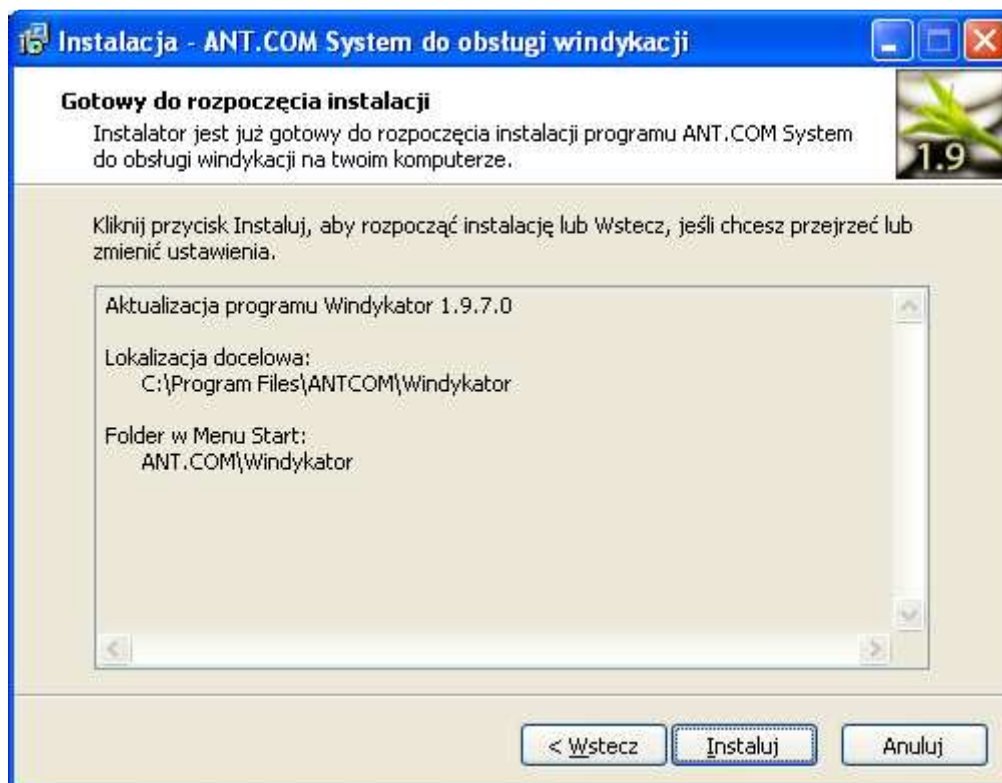 Instalacja - ANT.COM System do obsługi windykacji
Gotowy do rozpoczęcia instalacji
Instalator jest już gotowy do rozpoczęcia instalacji programu ANT.COM System
do obsługi windykacji na twoim komputerze.
1.9
Kliknij przycisk Instaluj, aby rozpocząć instalację lub Wstecz, jeśli chcesz przejrzeć lub
zmienić ustawienia.
Aktualizacja programu Windykator 1.9.7.0
Lokalizacja docelowa:
C:\Program Files\ANTCOM\Windykator
Folder w Menu Start:
ANT.COM\Windykator
< Wstecz
Instaluj
Anuluj